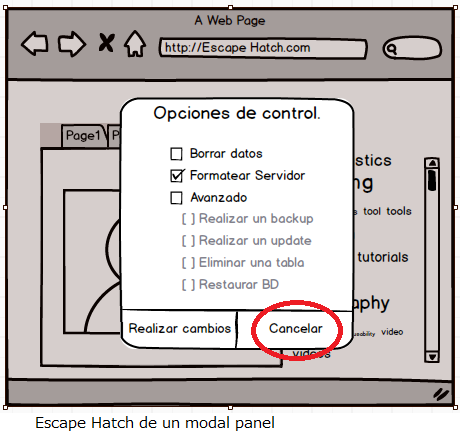 A Web Page
http://Escape Hatch.com
Page1
P
Opciones de control.
Borrar datos
Formatear Servidor
Avanzado
[ ] Realizar un backup
[ ] Realizar un update
[ ] Eliminar una tabla
[ ] Restaurar BD
Realizar cambios
Cancelar
istics
ng
s tool tools
tutorials
aphy
useability video
videos
Escape Hatch de un modal panel